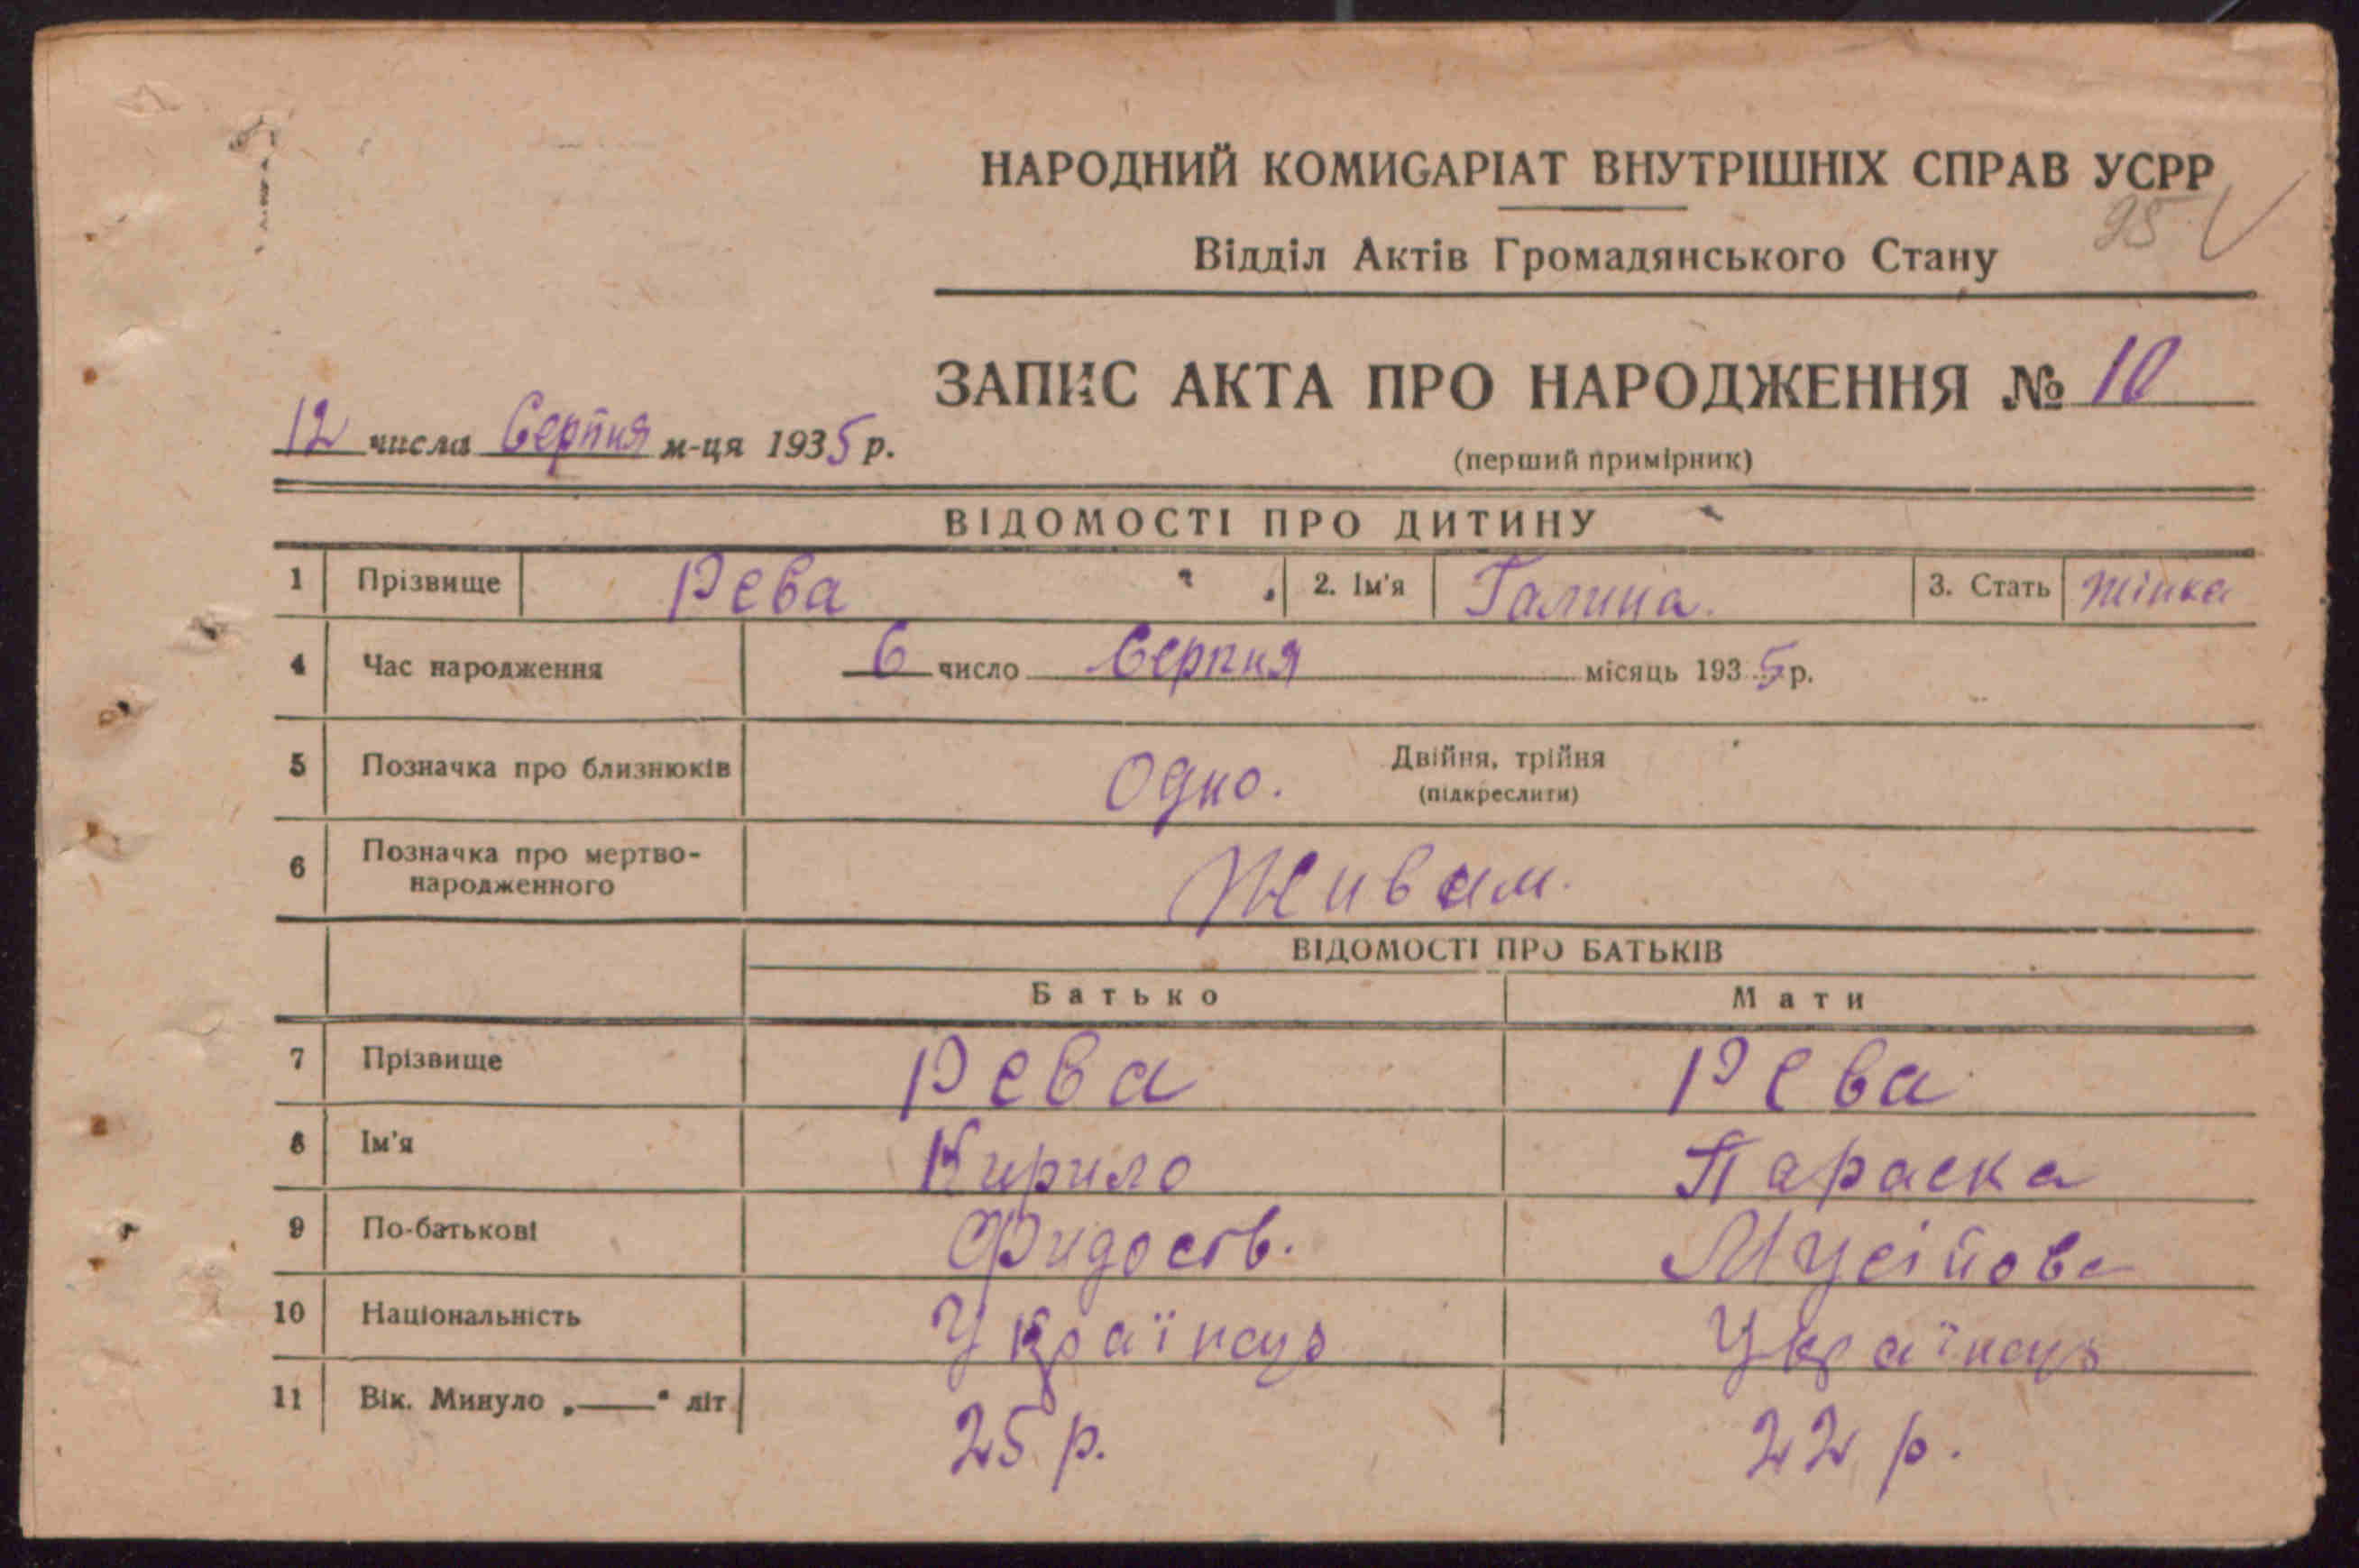 НАРОДНИЙ КОМИСАРІАТ ВНУТРІШНІХ СПРАВ УСРР
95
Відділ Актів Громадянського Стану
ЗАПИС АКТА ПРО НАРОДЖЕННЯ № 10
12 числа Серпня м-ця 1935 р.
(перший примірник)
ВІДОМОСТІ ПРО ДИТИНУ
1 Прізвище Рева 2. Ім'я Галина. 3. Стать жінка
4 Час народження 6 число Серпня місяць 1935 р.
5 Позначка про близнюків Одно. Двійня, трійня
(підкреслити)
6 Позначка про мертво-
народженного Живам.
ВІДОМОСТІ ПРО БАТЬКІВ
Батько Мати
7 Прізвище Рева Рева
8 Ім'я Кирило Параска
9 По-батькові Фидосів. Мусійова
10 Національність Українець Українець
11 Вік. Минуло „——“ літ 25 р. 22 р.